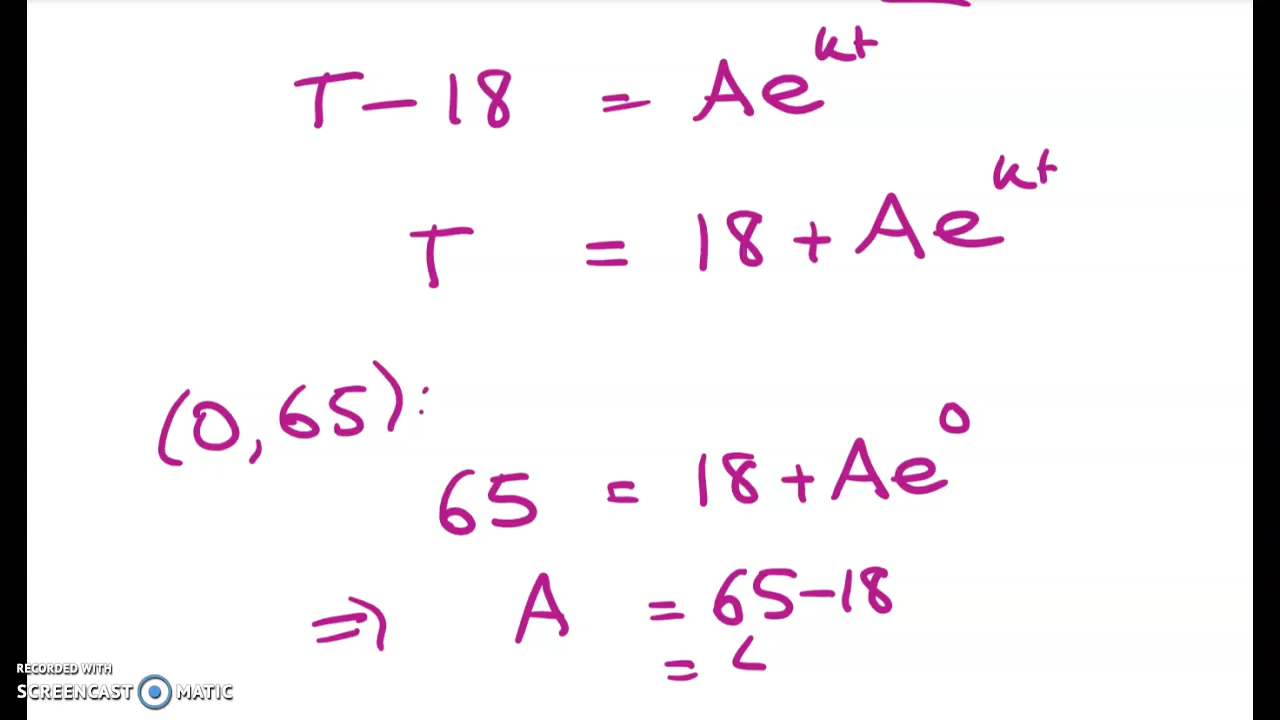 T - 18 = Ae^kt
T = 18 + Ae^kt
(0, 65):
65 = 18 + Ae^0
⇒ A = 65 - 18
=
RECORDED WITH
SCREENCAST MATIC